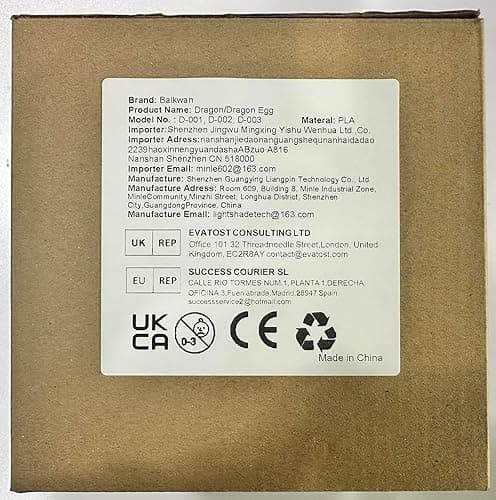 Brand: Baikwan
Product Name: Dragon/Dragon Egg
Model No. : D-001, D-002, D-003 Material: PLA
Importer:Shenzhen Jingwu Mingxing Yishu Wenhua Ltd.,Co.
Importer Adress:nanshanjiedaonanguangshequnanhaidadao
2239haoxinnengyuandashaABzuo A816
Nanshan Shenzhen CN 518000
Importer Email: minle602@163.com
Manufacturer: Shenzhen Guangying Liangpin Technology Co., Ltd
Manufacturer Adress: Room 609, Building 8, Minle Industrial Zone,
MinleCommunity,Minzhi Street, Longhua District, Shenzhen
City,GuangdongProvince, China
Manufacturer Email: lightshadetech@163.com
UK REP
EVATOST CONSULTING LTD
Office 101 32 Threadneedle Street,London, United
Kingdom, EC2R8AY contact@evatost.com
EU REP
SUCCESS COURIER SL
CALLE RIO TORMES NUM.1, PLANTA 1,DERECHA,
OFICINA 3,Fuenlabrada,Madrid,28947 Spain
successservice2@hotmail.com
UK
CA
0-3
CE
Made in China